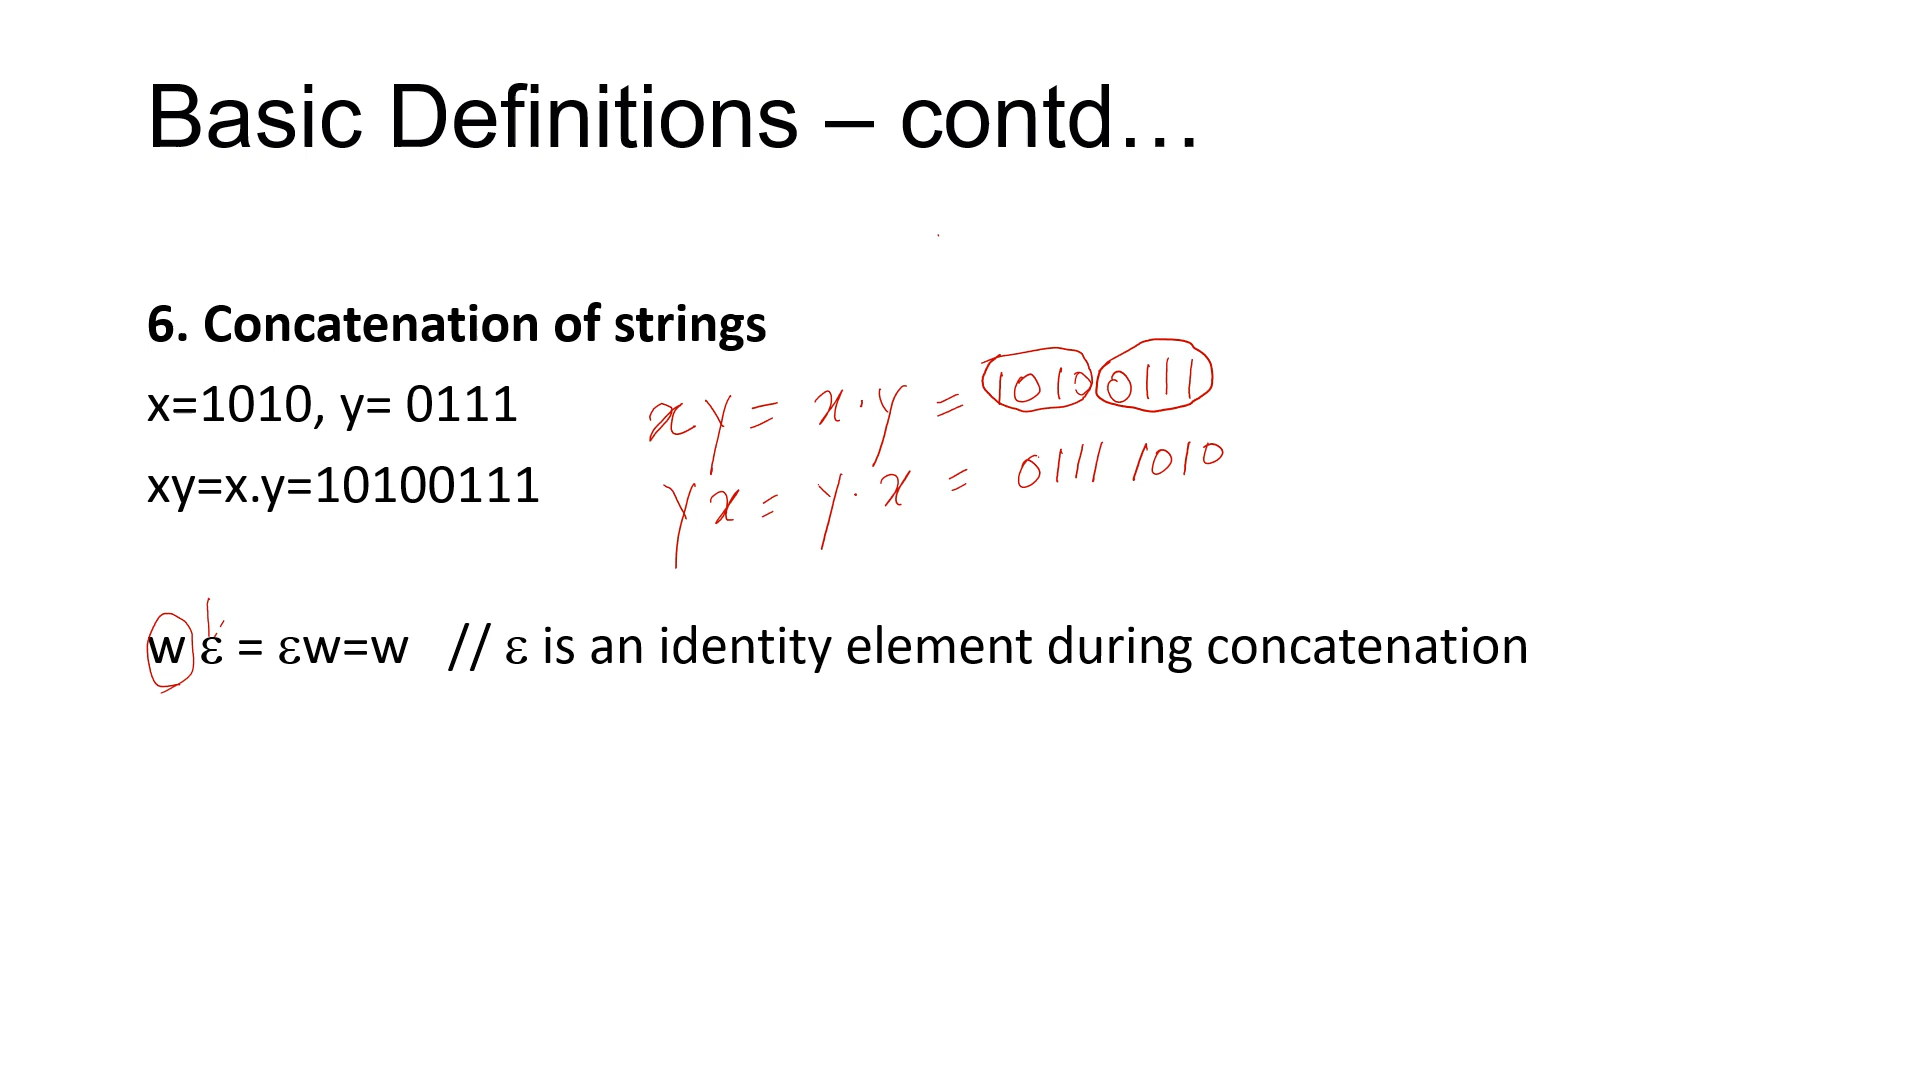 Basic Definitions – contd…
6. Concatenation of strings
x=1010, y= 0111
xy = x.y = 1010 0111
xy=x.y=10100111
yx = y.x = 0111 1010
w ε = εw=w // ε is an identity element during concatenation